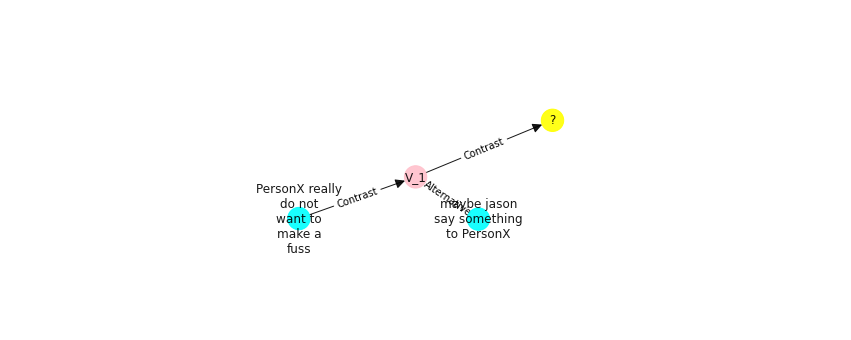 ?
Contrast
V_1
Contrast
Alternative
PersonX really
do not
want to
make a
fuss
maybe jason
say something
to PersonX